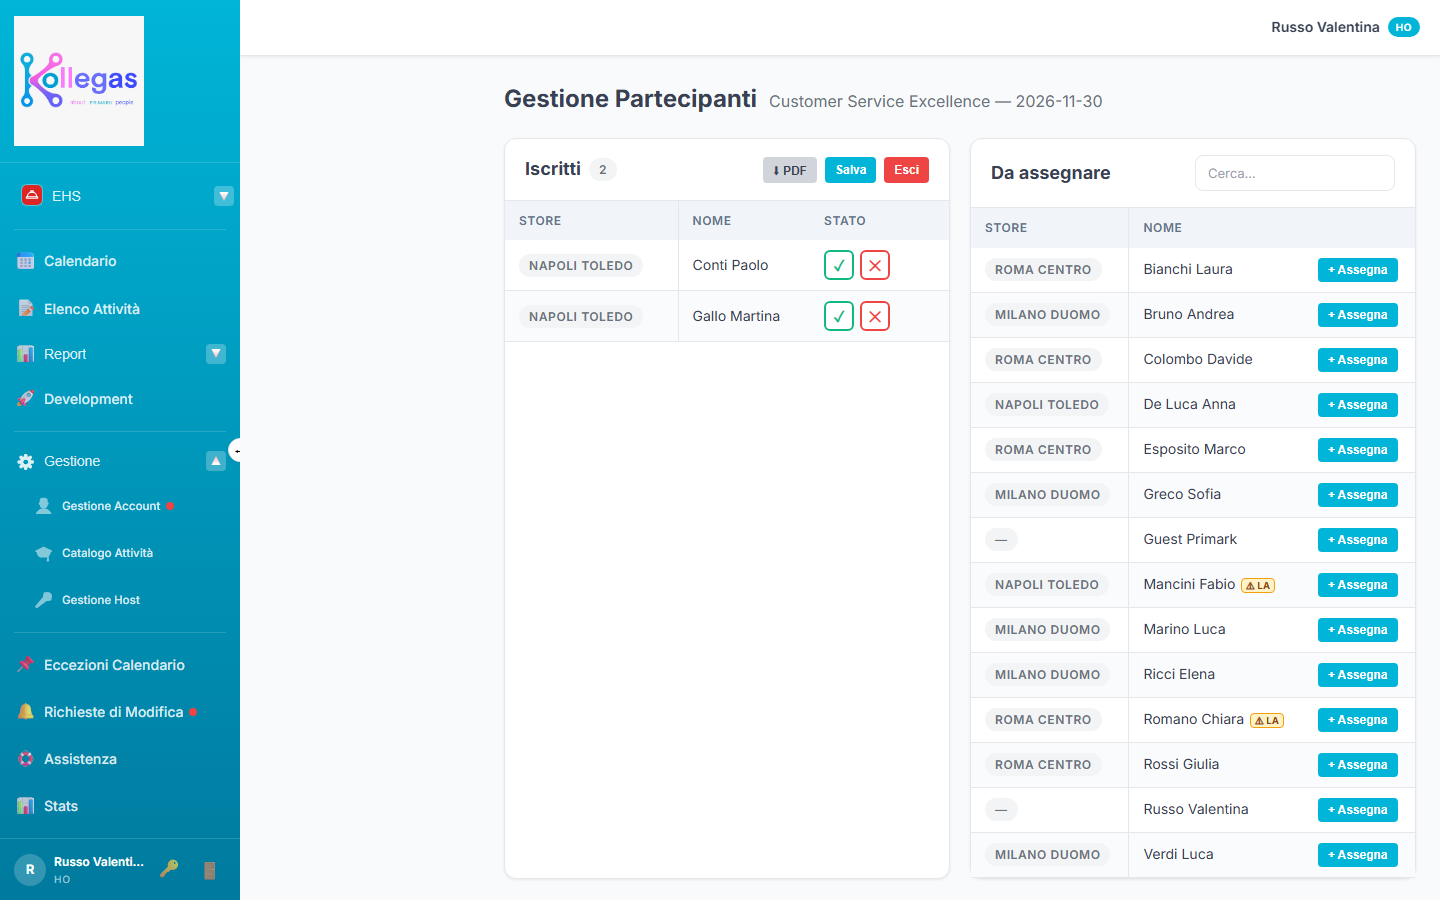 Kollegas
about PRIMARK people
EHS
Calendario
Elenco Attività
Report
Development
Gestione
Gestione Account
Catalogo Attività
Gestione Host
Eccezioni Calendario
Richieste di Modifica
Assistenza
Stats
R
Russo Valenti...
HO
Russo Valentina HO
Gestione Partecipanti Customer Service Excellence — 2026-11-30
Iscritti 2 ⬇ PDF Salva Esci
STORE NOME STATO
NAPOLI TOLEDO Conti Paolo ✓ ✕
NAPOLI TOLEDO Gallo Martina ✓ ✕
Da assegnare Cerca...
STORE NOME
ROMA CENTRO Bianchi Laura + Assegna
MILANO DUOMO Bruno Andrea + Assegna
ROMA CENTRO Colombo Davide + Assegna
NAPOLI TOLEDO De Luca Anna + Assegna
ROMA CENTRO Esposito Marco + Assegna
MILANO DUOMO Greco Sofia + Assegna
— Guest Primark + Assegna
NAPOLI TOLEDO Mancini Fabio ⚠ LA + Assegna
MILANO DUOMO Marino Luca + Assegna
MILANO DUOMO Ricci Elena + Assegna
ROMA CENTRO Romano Chiara ⚠ LA + Assegna
ROMA CENTRO Rossi Giulia + Assegna
— Russo Valentina + Assegna
MILANO DUOMO Verdi Luca + Assegna